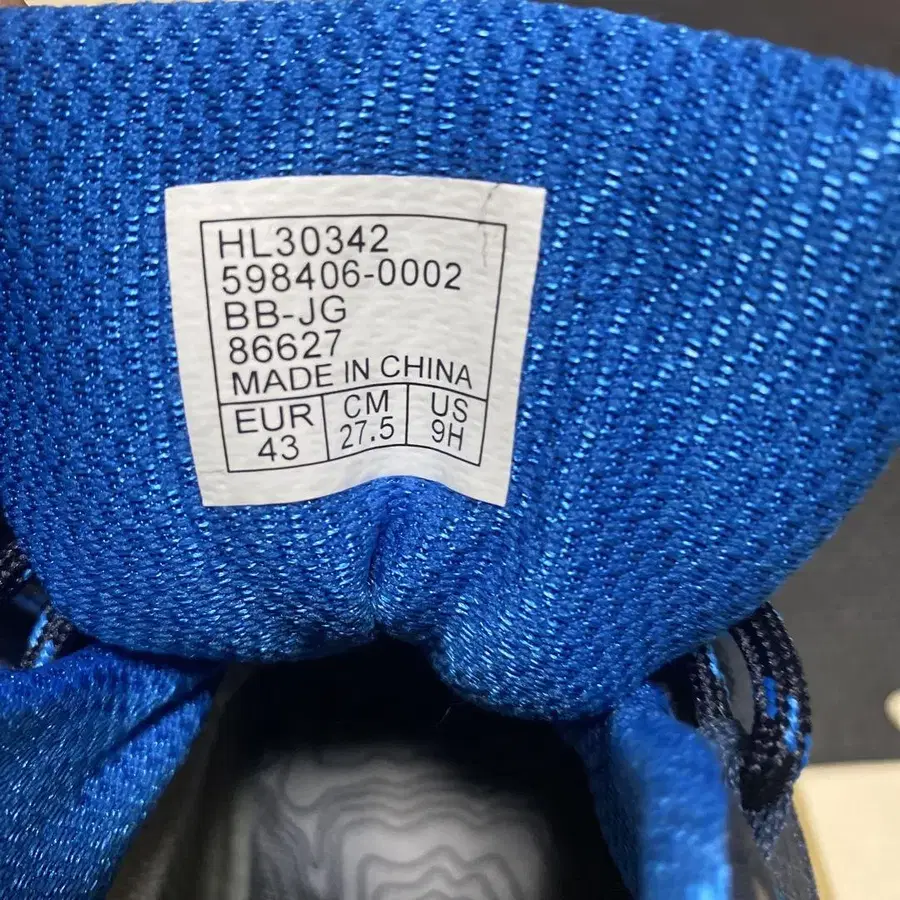 HL30342
598406-0002
BB-JG
86627
MADE IN CHINA
EUR CM US
43 27.5 9H